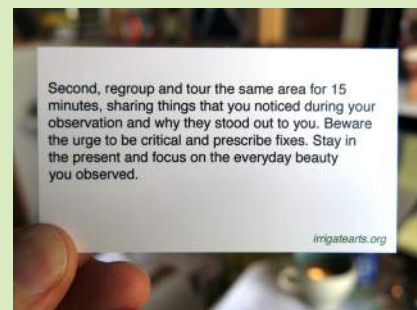 Second, regroup and tour the same area for 15
minutes, sharing things that you noticed during your
observation and why they stood out to you. Beware
the urge to be critical and prescribe fixes. Stay in
the present and focus on the everyday beauty
you observed.
irrigatearts.org